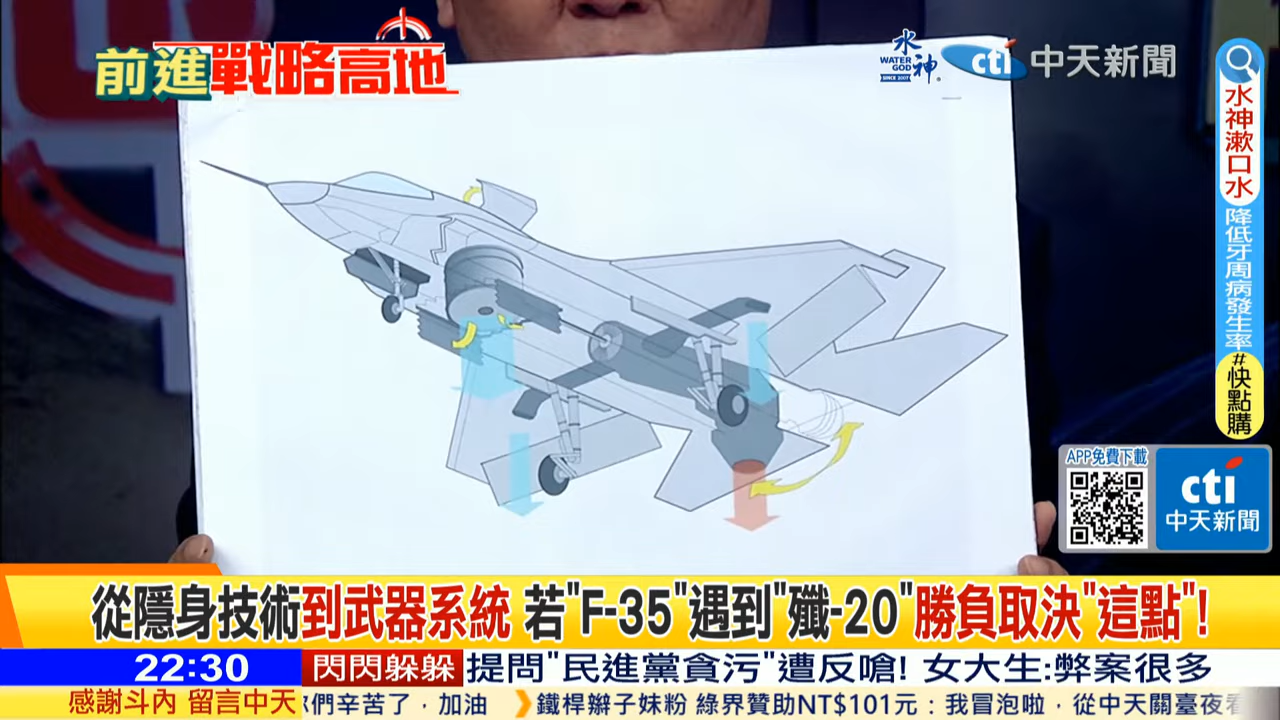 前進戰略高地
水神
WATER GOD
SINCE 2007
cti 中天新聞
水神漱口水
降低牙周病發生率
#快點購
APP免費下載
cti
中天新聞
從隱身技術到武器系統 若"F-35"遇到"殲-20"勝負取決"這點"!
22:30 閃閃躲躲 提問"民進黨貪污"遭反嗆! 女大生:弊案很多
感謝斗內 留言中天 們辛苦了，加油 鐵桿辮子妹粉 綠界贊助NT$101元：我冒泡啦，從中天關臺夜